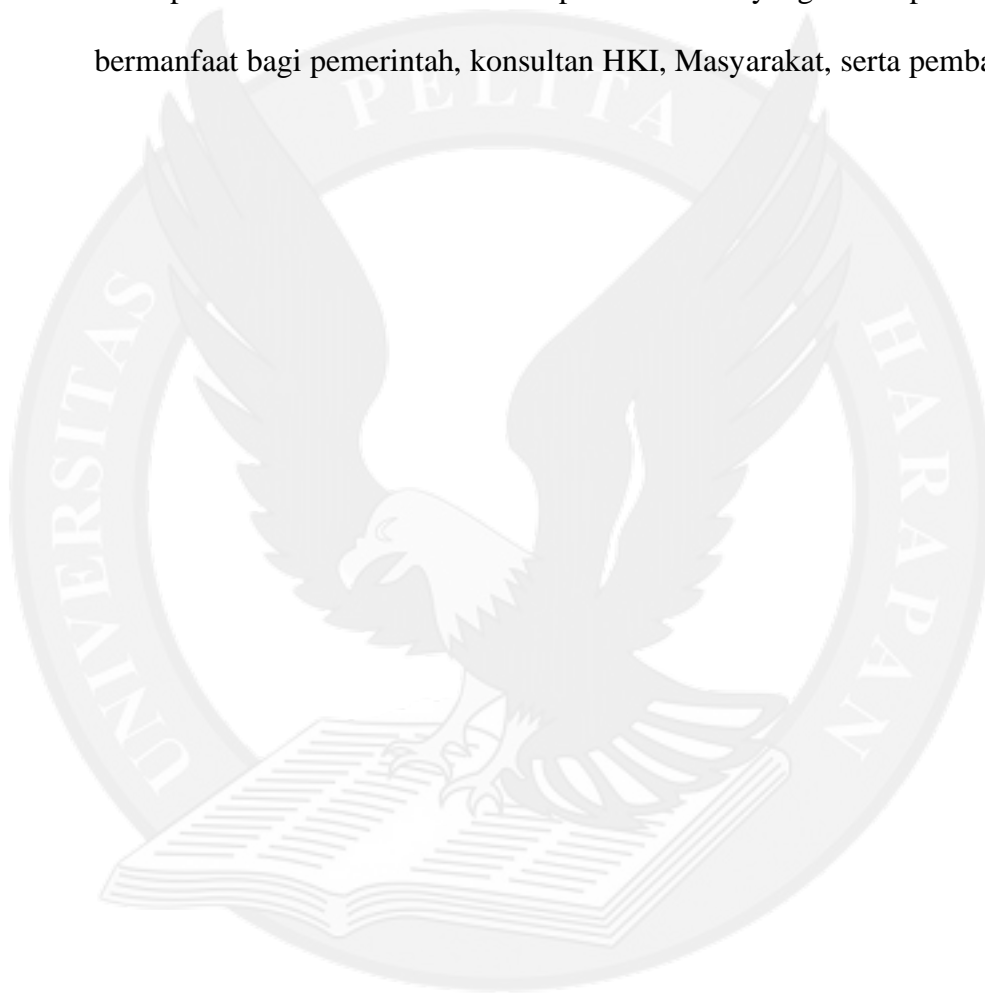 bermanfaat bagi pemerintah, konsultan HKI, Masyarakat, serta pemba
UNIVERSITAS PELITA HARAPAN